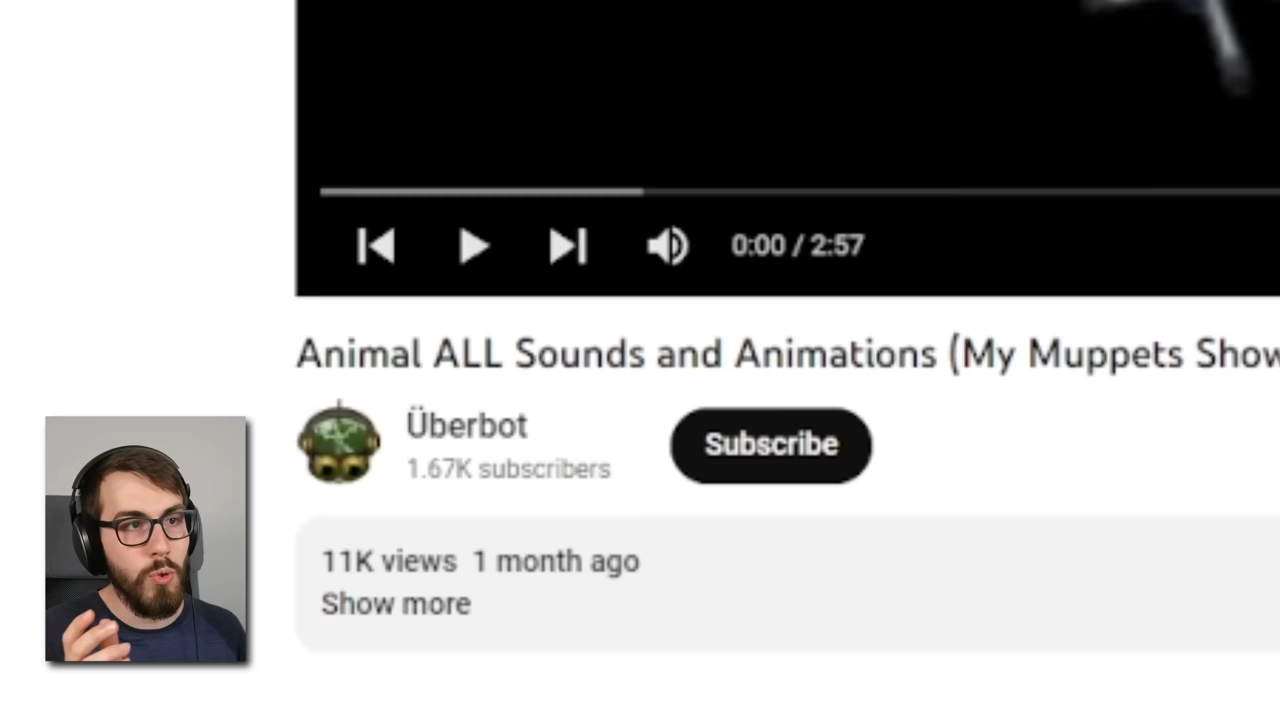 0:00 / 2:57
Animal ALL Sounds and Animations (My Muppets Show
Überbot
Subscribe
1.67K subscribers
11K views 1 month ago
Show more